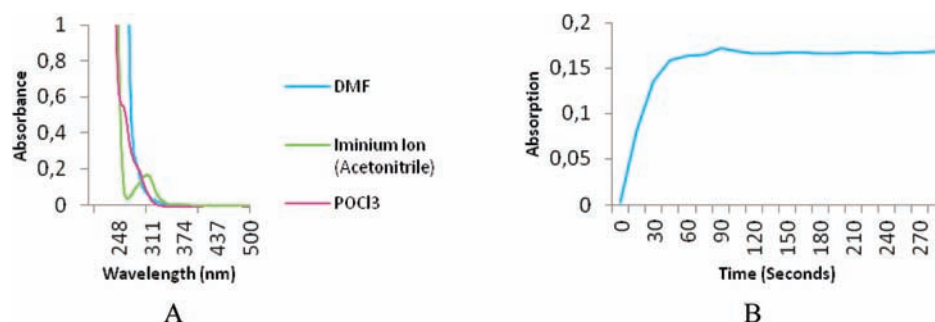 1
0,8
0,6
0,4
0,2
0
Absorbance
248
311
374
437
500
Wavelength (nm)
DMF
Iminium Ion
(Acetonitrile)
POCl3
A
0,2
0,15
0,1
0,05
0
Absorption
0
30
60
90
120
150
180
210
240
270
Time (Seconds)
B